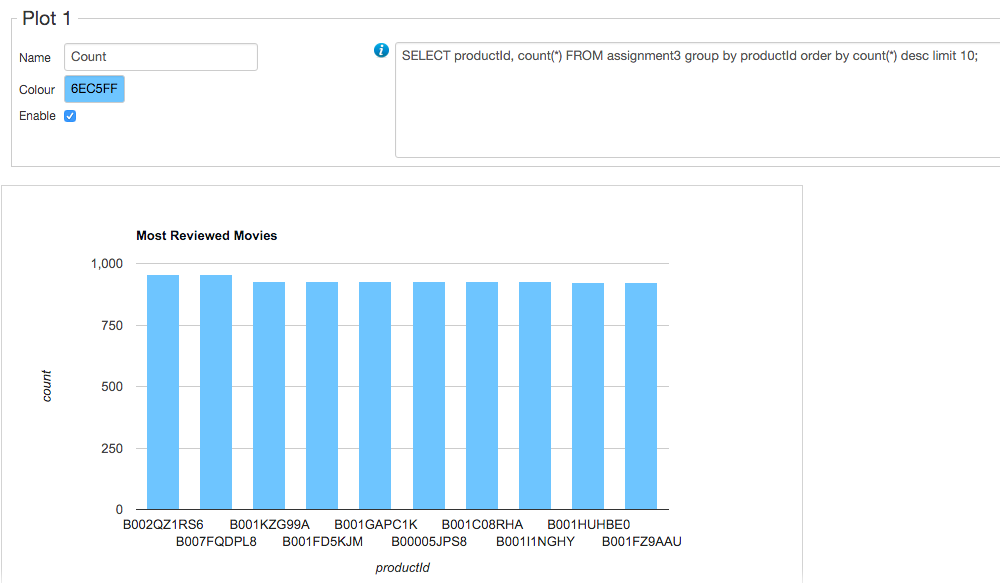 Plot 1
Name Count
Colour 6EC5FF
Enable
i
SELECT productId, count(*) FROM assignment3 group by productId order by count(*) desc limit 10;
Most Reviewed Movies
1,000
750
500
250
0
count
B002QZ1RS6 B001KZG99A B001GAPC1K B001C08RHA B001HUHBE0
B007FQDPL8 B001FD5KJM B00005JPS8 B001I1NGHY B001FZ9AAU
productId